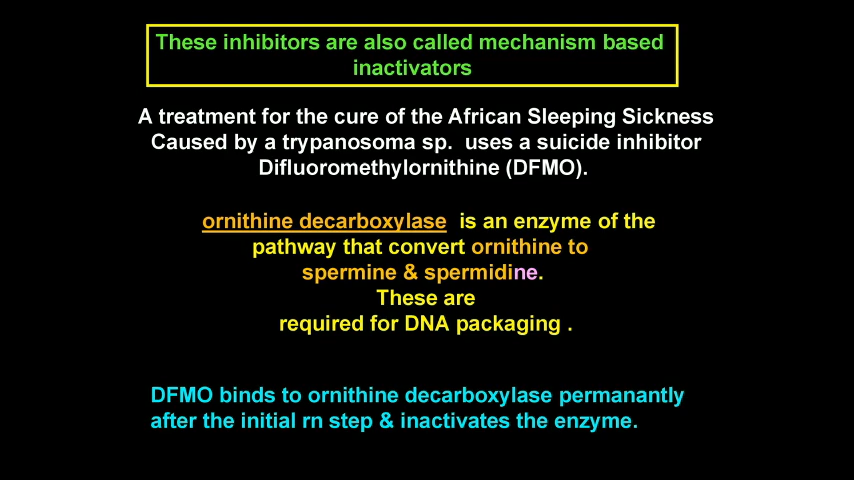 These inhibitors are also called mechanism based
inactivators
A treatment for the cure of the African Sleeping Sickness
Caused by a trypanosoma sp. uses a suicide inhibitor
Difluoromethylornithine (DFMO).
ornithine decarboxylase is an enzyme of the
pathway that convert ornithine to
spermine & spermidine.
These are
required for DNA packaging .
DFMO binds to ornithine decarboxylase permanantly
after the initial rn step & inactivates the enzyme.